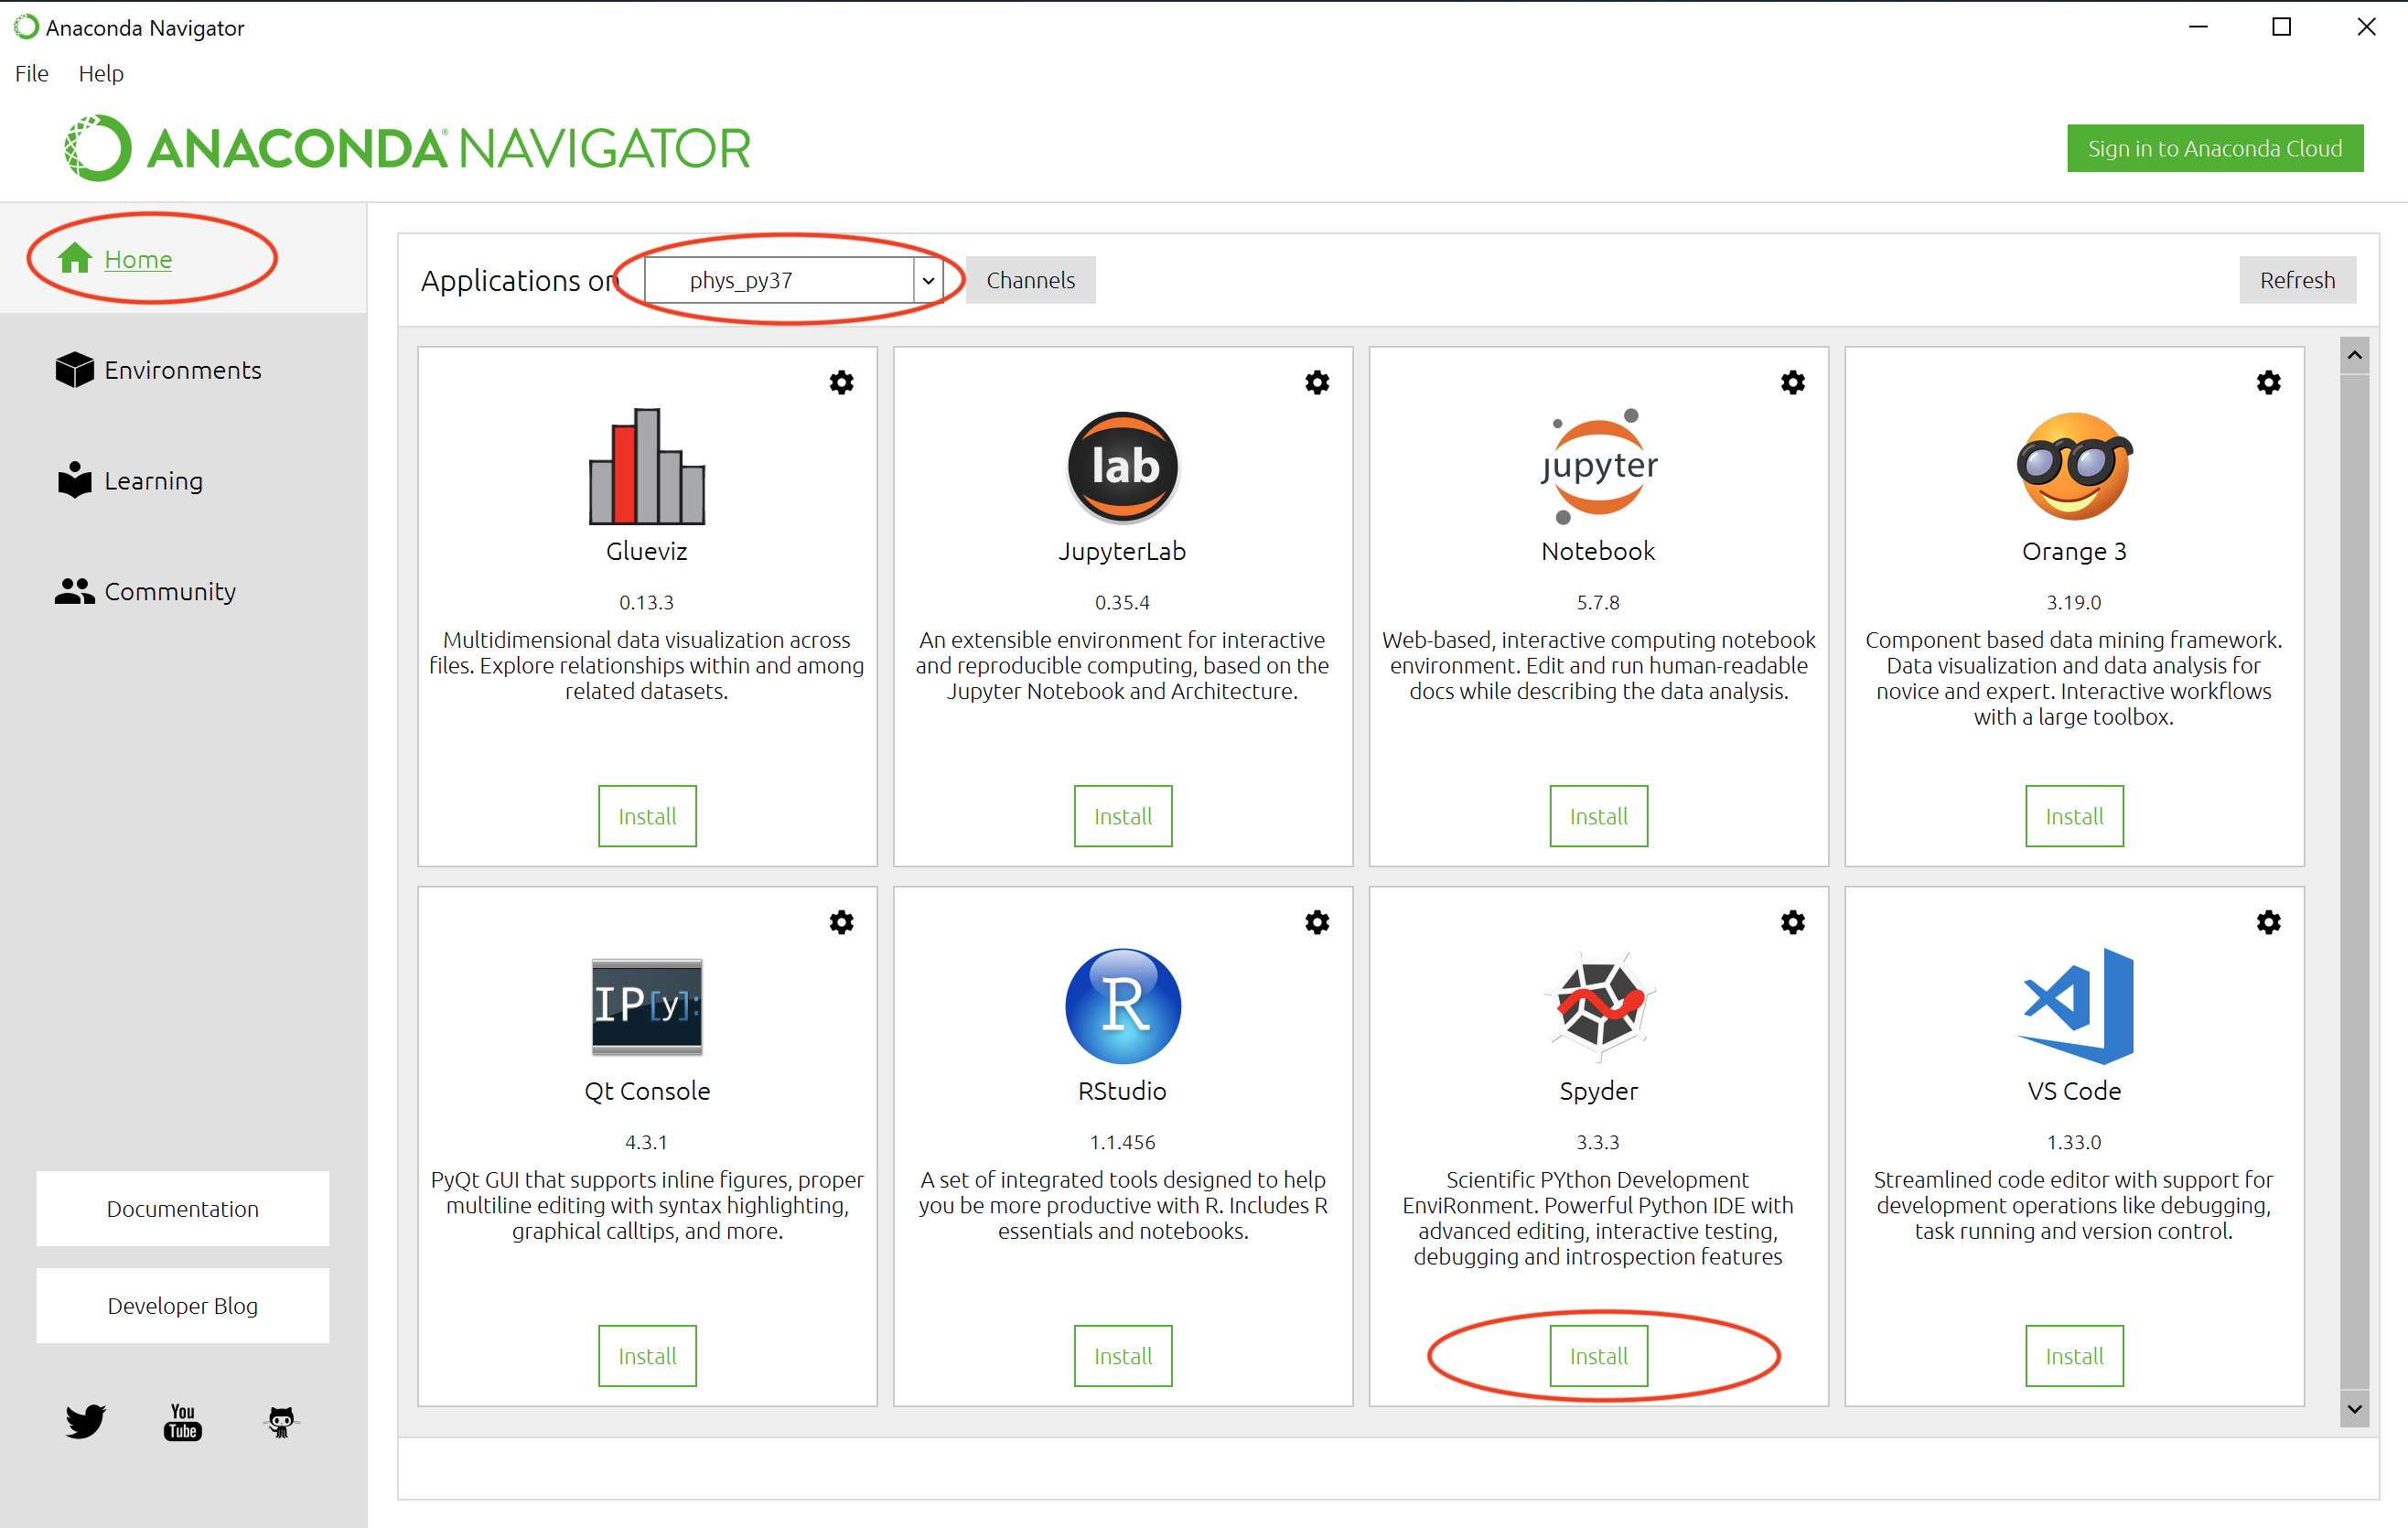 Anaconda Navigator
File Help
ANACONDA® NAVIGATOR
Sign in to Anaconda Cloud
Home
Environments
Learning
Community
Documentation
Developer Blog
You
Tube
Applications on phys_py37 Channels Refresh
Glueviz
0.13.3
Multidimensional data visualization across
files. Explore relationships within and among
related datasets.
Install
lab
JupyterLab
0.35.4
An extensible environment for interactive
and reproducible computing, based on the
Jupyter Notebook and Architecture.
Install
jupyter
Notebook
5.7.8
Web-based, interactive computing notebook
environment. Edit and run human-readable
docs while describing the data analysis.
Install
Orange 3
3.19.0
Component based data mining framework.
Data visualization and data analysis for
novice and expert. Interactive workflows
with a large toolbox.
Install
IP[y]:
Qt Console
4.3.1
PyQt GUI that supports inline figures, proper
multiline editing with syntax highlighting,
graphical calltips, and more.
Install
R
RStudio
1.1.456
A set of integrated tools designed to help
you be more productive with R. Includes R
essentials and notebooks.
Install
Spyder
3.3.3
Scientific PYthon Development
EnviRonment. Powerful Python IDE with
advanced editing, interactive testing,
debugging and introspection features
Install
VS Code
1.33.0
Streamlined code editor with support for
development operations like debugging,
task running and version control.
Install